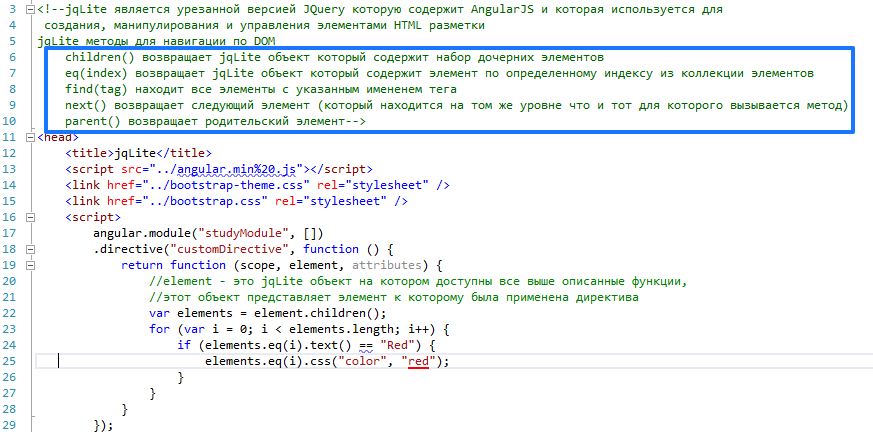 3 <!--jqLite является урезанной версией JQuery которую содержит AngularJS и которая используется для
4 создания, манипулирования и управления элементами HTML разметки
5 jqLite методы для навигации по DOM
6 children() возвращает jqLite объект который содержит набор дочерних элементов
7 eq(index) возвращает jqLite объект который содержит элемент по определенному индексу из коллекции элементов
8 find(tag) находит все элементы с указанным имененем тега
9 next() возвращает следующий элемент (который находится на том же уровне что и тот для которого вызывается метод)
10 parent() возвращает родительский элемент-->
11 <head>
12 <title>jqLite</title>
13 <script src="../angular.min%20.js"></script>
14 <link href="../bootstrap-theme.css" rel="stylesheet" />
15 <link href="../bootstrap.css" rel="stylesheet" />
16 <script>
17 angular.module("studyModule", [])
18 .directive("customDirective", function () {
19 return function (scope, element, attributes) {
20 //element - это jqLite объект на котором доступны все выше описанные функции,
21 //этот объект представляет элемент к которому была применена директива
22 var elements = element.children();
23 for (var i = 0; i < elements.length; i++) {
24 if (elements.eq(i).text() == "Red") {
25 elements.eq(i).css("color", "red");
26 }
27 }
28 }
29 });